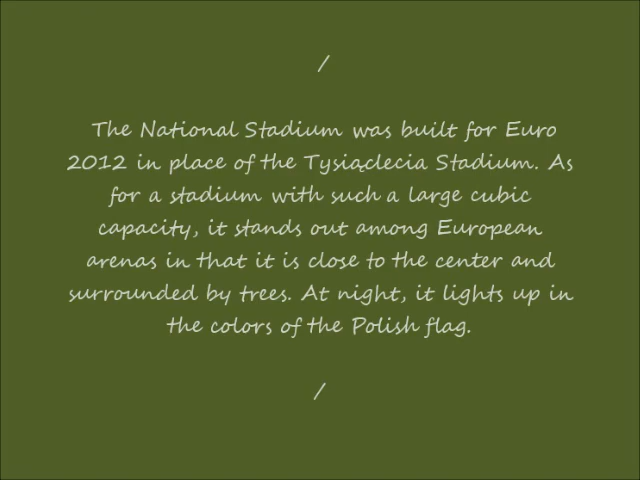 /
The National Stadium was built for Euro
2012 in place of the Tysiąclecia Stadium. As
for a stadium with such a large cubic
capacity, it stands out among European
arenas in that it is close to the center and
surrounded by trees. At night, it lights up in
the colors of the Polish flag.
/